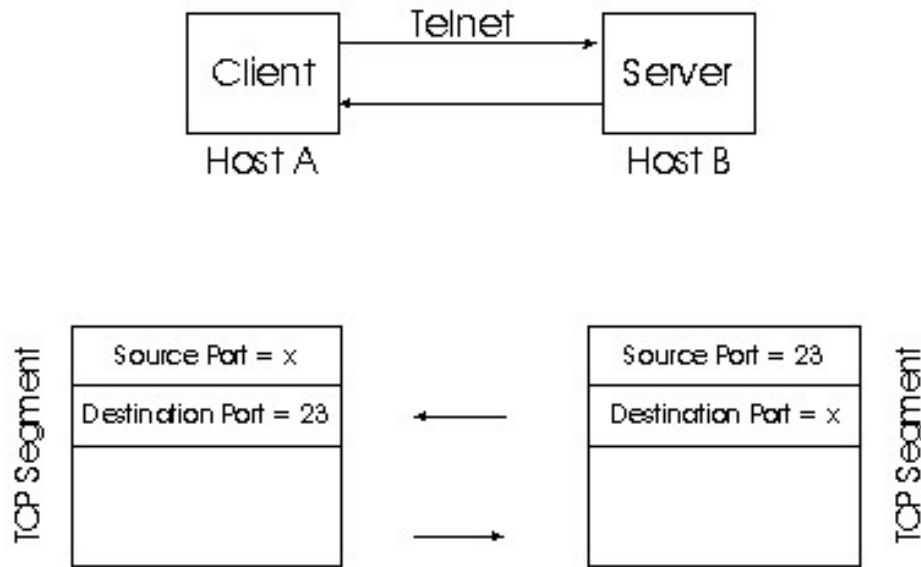 Telnet
Client
Server
Host A
Host B
TCP Segment
Source Port = x
Destination Port = 23
Source Port = 23
Destination Port = x
TCP Segment